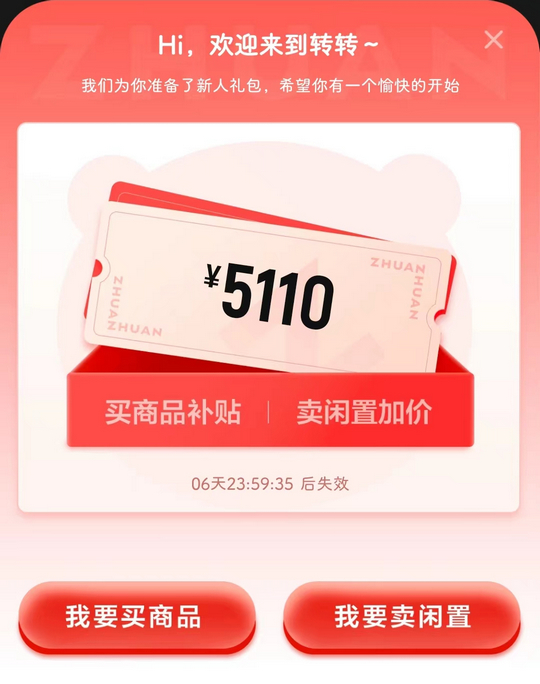 ZHUAN
Hi，欢迎来到转转～
我们为你准备了新人礼包，希望你有一个愉快的开始
ZHUAN
ZHUAN
¥5110
ZHUAN
ZHUAN
买商品补贴 | 卖闲置加价
06天23:59:35 后失效
我要买商品
我要卖闲置